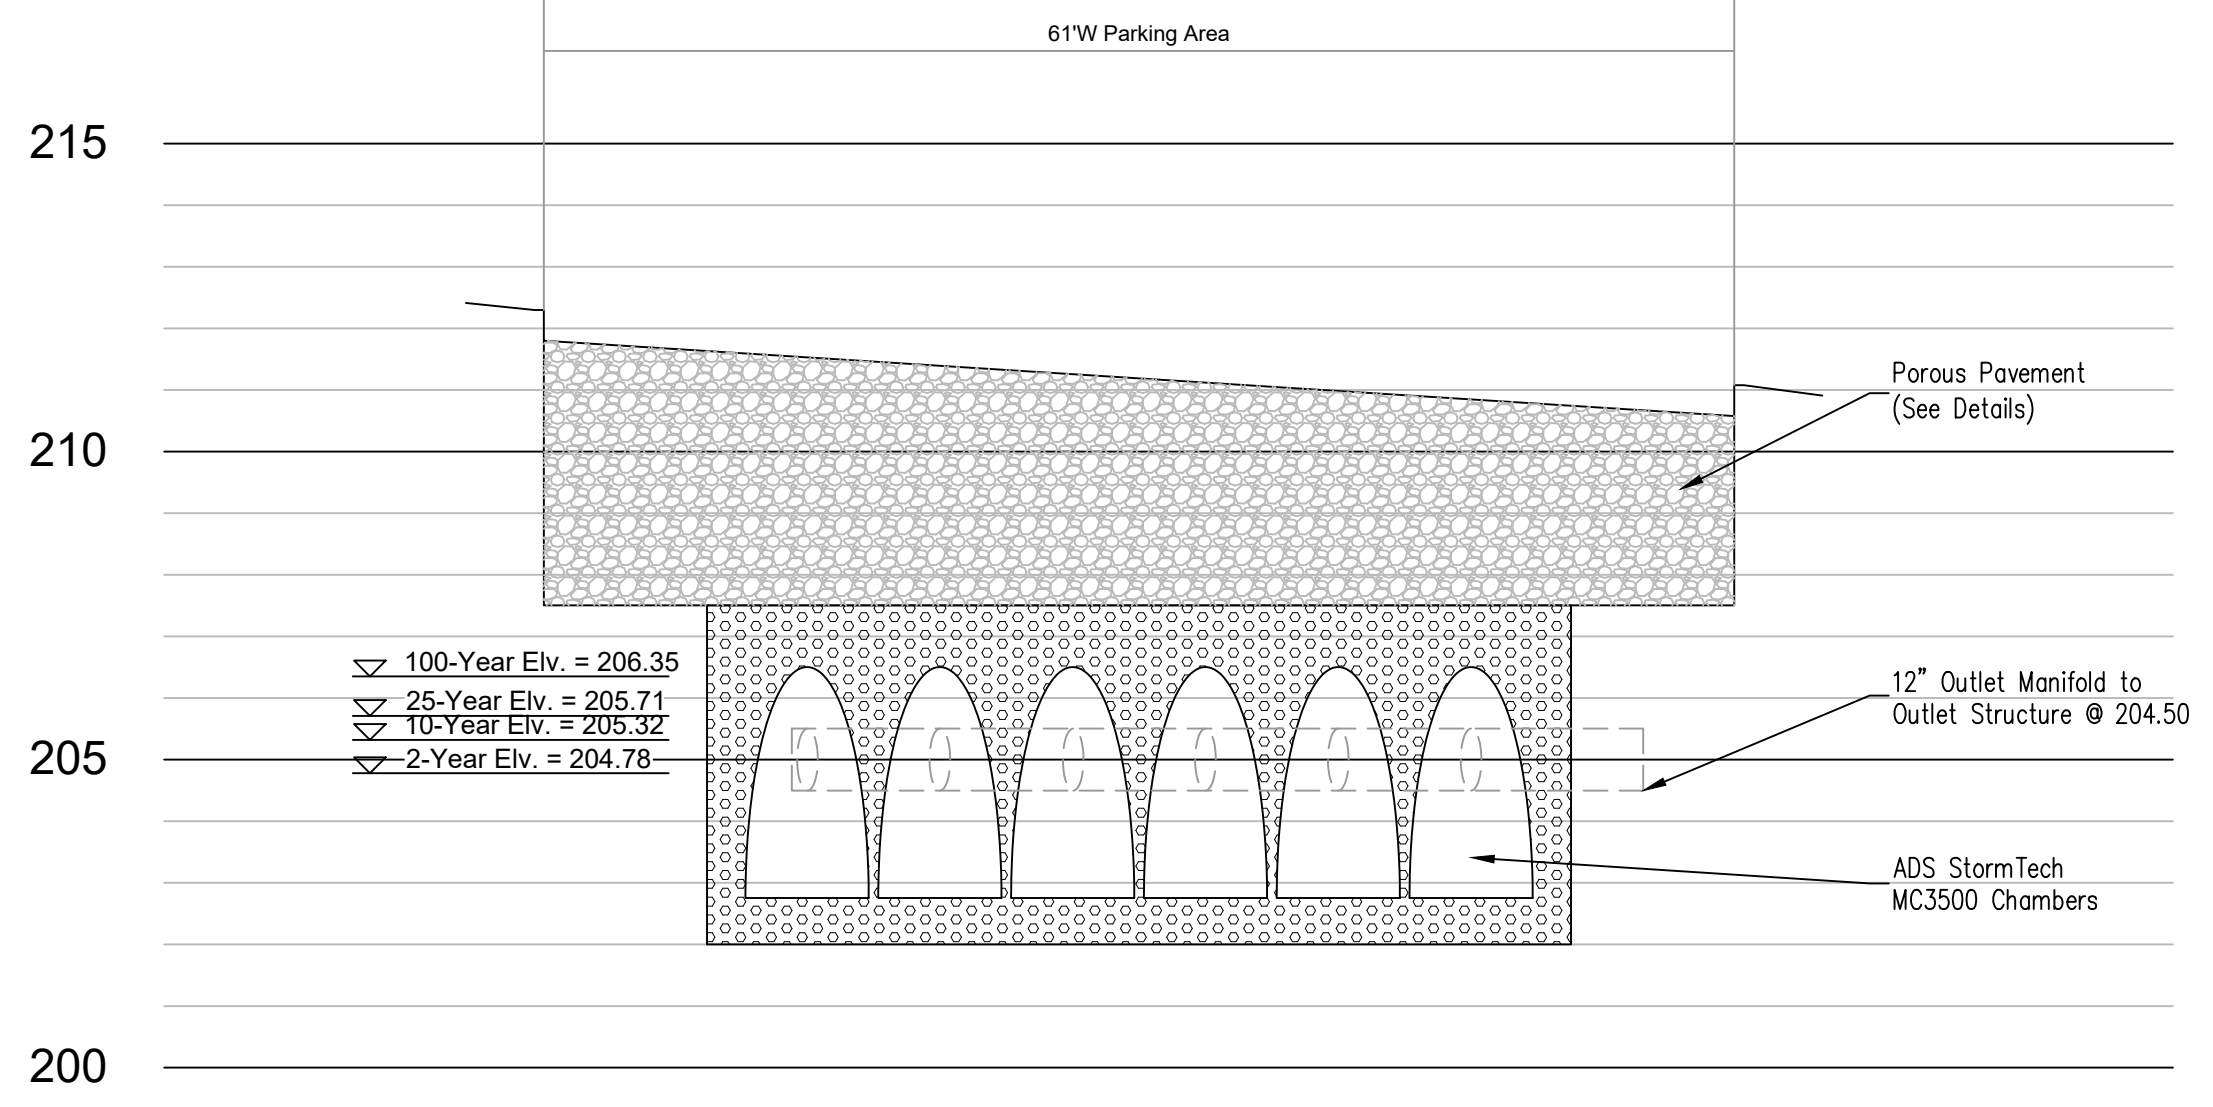 61'W Parking Area
215
Porous Pavement
(See Details)
210
100-Year Elv. = 206.35
25-Year Elv. = 205.71
10-Year Elv. = 205.32
2-Year Elv. = 204.78
12” Outlet Manifold to
Outlet Structure @ 204.50
205
ADS StormTech
MC3500 Chambers
200